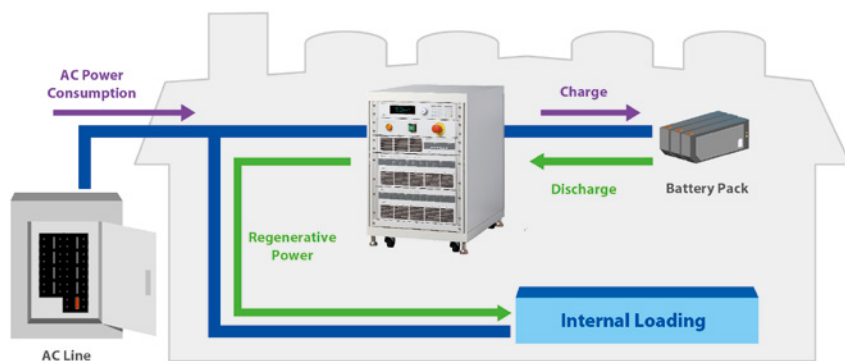 AC Power
Consumption
Charge
Discharge
Battery Pack
Regenerative
Power
Internal Loading
AC Line